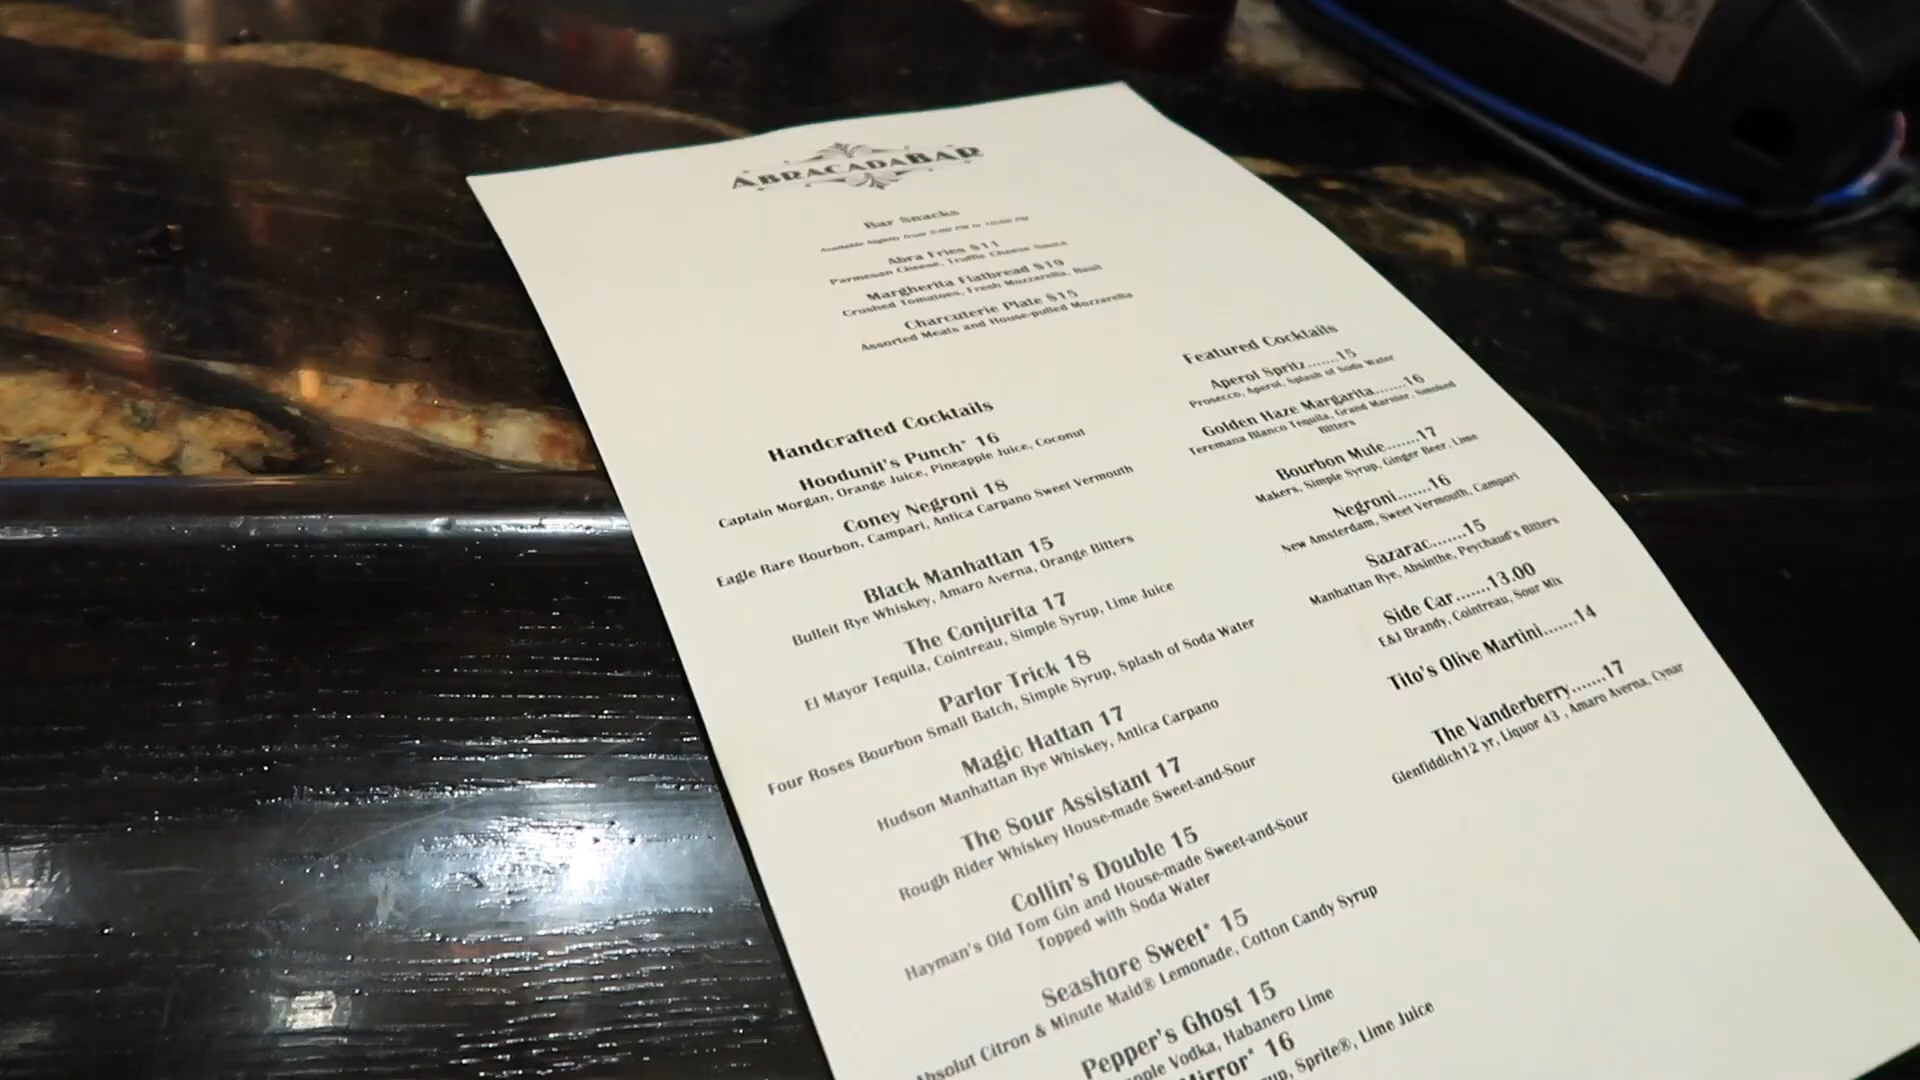 ABRACADABAR
Bar Snacks
Available Nightly from 5:00 PM to 10:00 PM
Abra Fries $11
Parmesan Cheese, Truffle Cheese Sauce
Margherita Flatbread $19
Crushed Tomatoes, Fresh Mozzarella, Basil
Charcuterie Plate $15
Assorted Meats and House-pulled Mozzarella
Handcrafted Cocktails
Hoodunit's Punch* 16
Captain Morgan, Orange Juice, Pineapple Juice, Coconut
Coney Negroni 18
Eagle Rare Bourbon, Campari, Antica Carpano Sweet Vermouth
Black Manhattan 15
Bulleit Rye Whiskey, Amaro Averna, Orange Bitters
The Conjurita 17
El Mayor Tequila, Cointreau, Simple Syrup, Lime Juice
Parlor Trick 18
Four Roses Bourbon Small Batch, Simple Syrup, Splash of Soda Water
Magic Hattan 17
Hudson Manhattan Rye Whiskey, Antica Carpano
The Sour Assistant 17
Rough Rider Whiskey House-made Sweet-and-Sour
Collin's Double 15
Hayman's Old Tom Gin and House-made Sweet-and-Sour
Topped with Soda Water
Seashore Sweet* 15
Absolut Citron & Minute Maid® Lemonade, Cotton Candy Syrup
Pepper's Ghost 15
Vodka, Habanero Lime
Mirror* 16
Sprite®, Lime Juice
Featured Cocktails
Aperol Spritz.......15
Prosecco, Aperol, Splash of Soda Water
Golden Haze Margarita.......16
Teremana Blanco Tequila, Grand Marnier, Smoked
Bitters
Bourbon Mule.......17
Makers, Simple Syrup, Ginger Beer, Lime
Negroni.......16
New Amsterdam, Sweet Vermouth, Campari
Sazarac.......15
Manhattan Rye, Absinthe, Peychaud's Bitters
Side Car.......13.00
E&J Brandy, Cointreau, Sour Mix
Tito's Olive Martini.......14
The Vanderberry.......17
Glenfiddich12 yr, Liquor 43 , Amaro Averna, Cynar